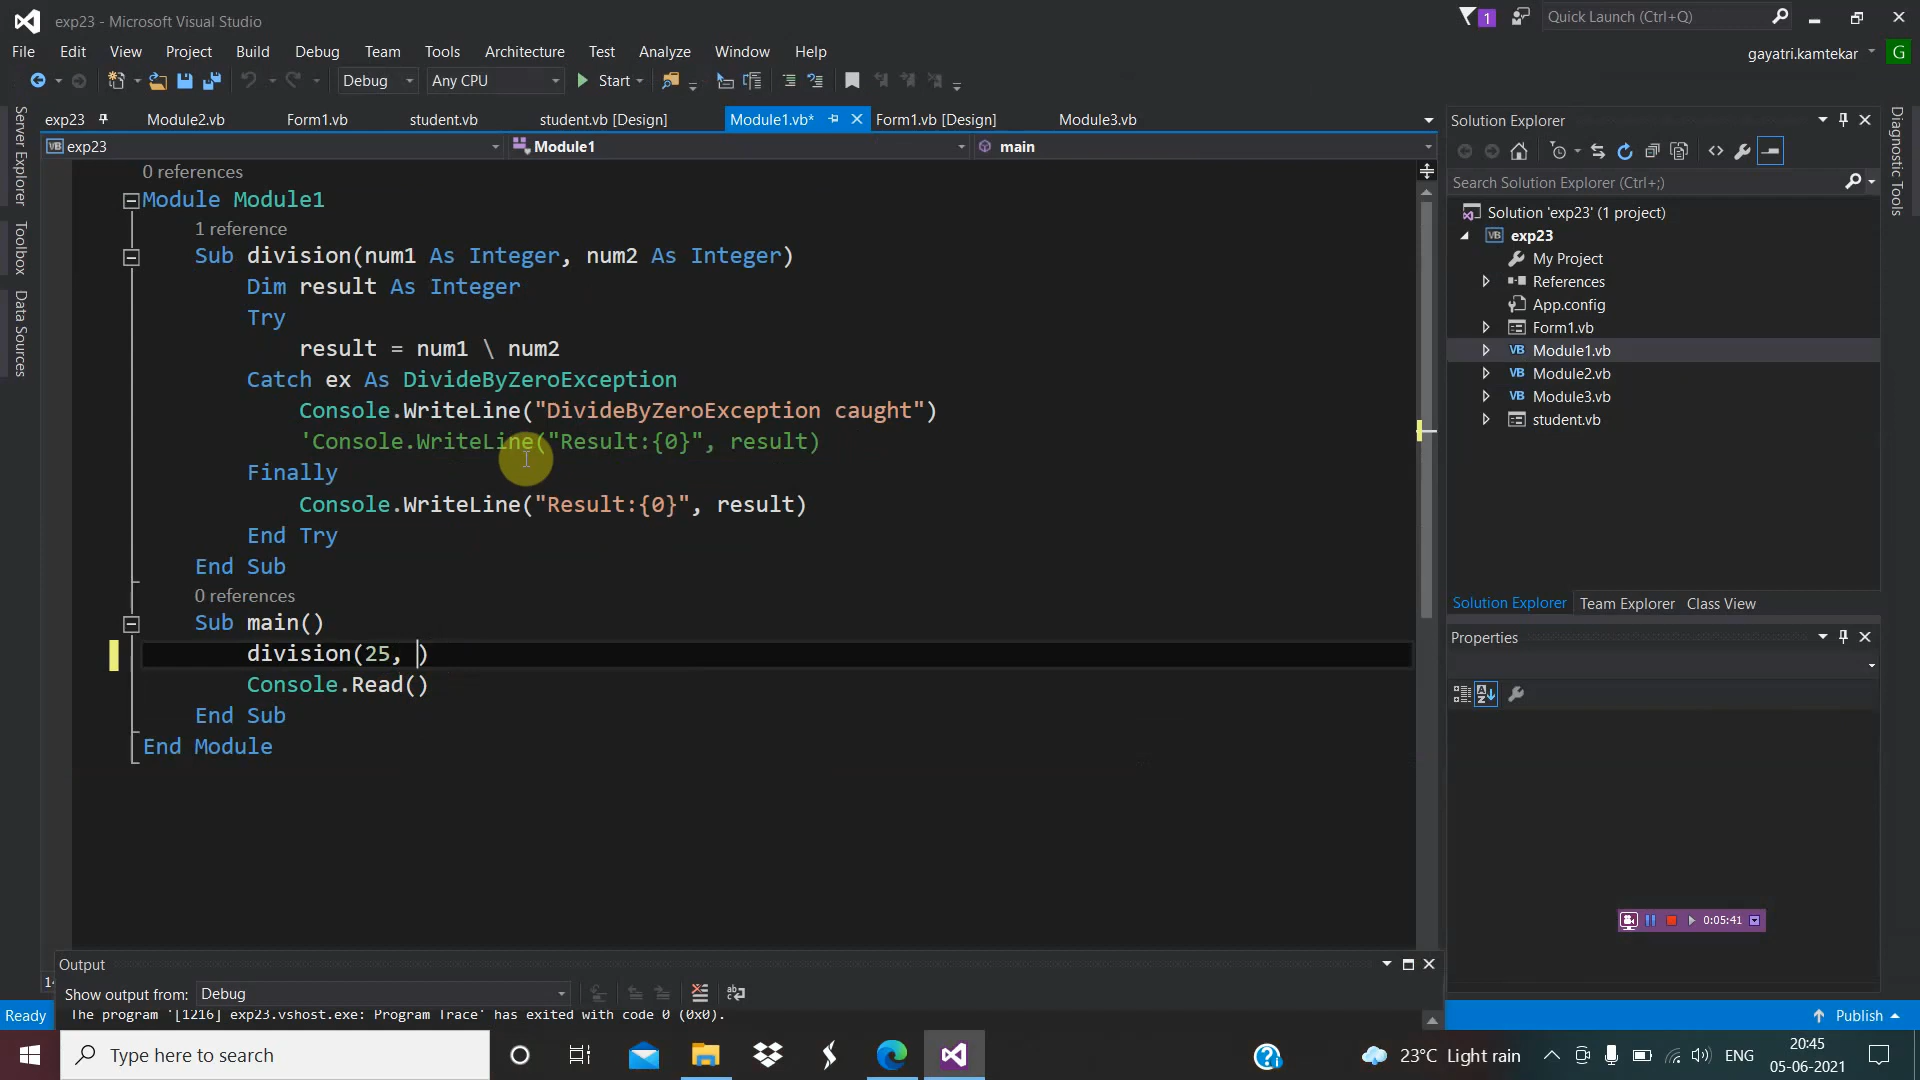 exp23 - Microsoft Visual Studio
1
Quick Launch (Ctrl+Q)
File Edit View Project Build Debug Team Tools Architecture Test Analyze Window Help
gayatri.kamtekar G
Debug Any CPU Start
exp23 Module2.vb Form1.vb student.vb student.vb [Design] Module1.vb* Form1.vb [Design] Module3.vb
VB exp23 Module1 main
Server Explorer
Toolbox
Data Sources
0 references
Module Module1
1 reference
Sub division(num1 As Integer, num2 As Integer)
Dim result As Integer
Try
result = num1 \ num2
Catch ex As DivideByZeroException
Console.WriteLine("DivideByZeroException caught")
'Console.WriteLine("Result:{0}", result)
Finally
Console.WriteLine("Result:{0}", result)
End Try
End Sub
0 references
Sub main()
division(25, )
Console.Read()
End Sub
End Module
Solution Explorer
Search Solution Explorer (Ctrl+;)
Solution 'exp23' (1 project)
VB exp23
My Project
References
App.config
Form1.vb
VB Module1.vb
VB Module2.vb
VB Module3.vb
student.vb
Solution Explorer Team Explorer Class View
Properties
Diagnostic Tools
0:05:41
Output
Show output from: Debug
The program '[1216] exp23.vshost.exe: Program Trace' has exited with code 0 (0x0).
Ready
Publish
Type here to search
23°C Light rain
ENG
20:45
05-06-2021